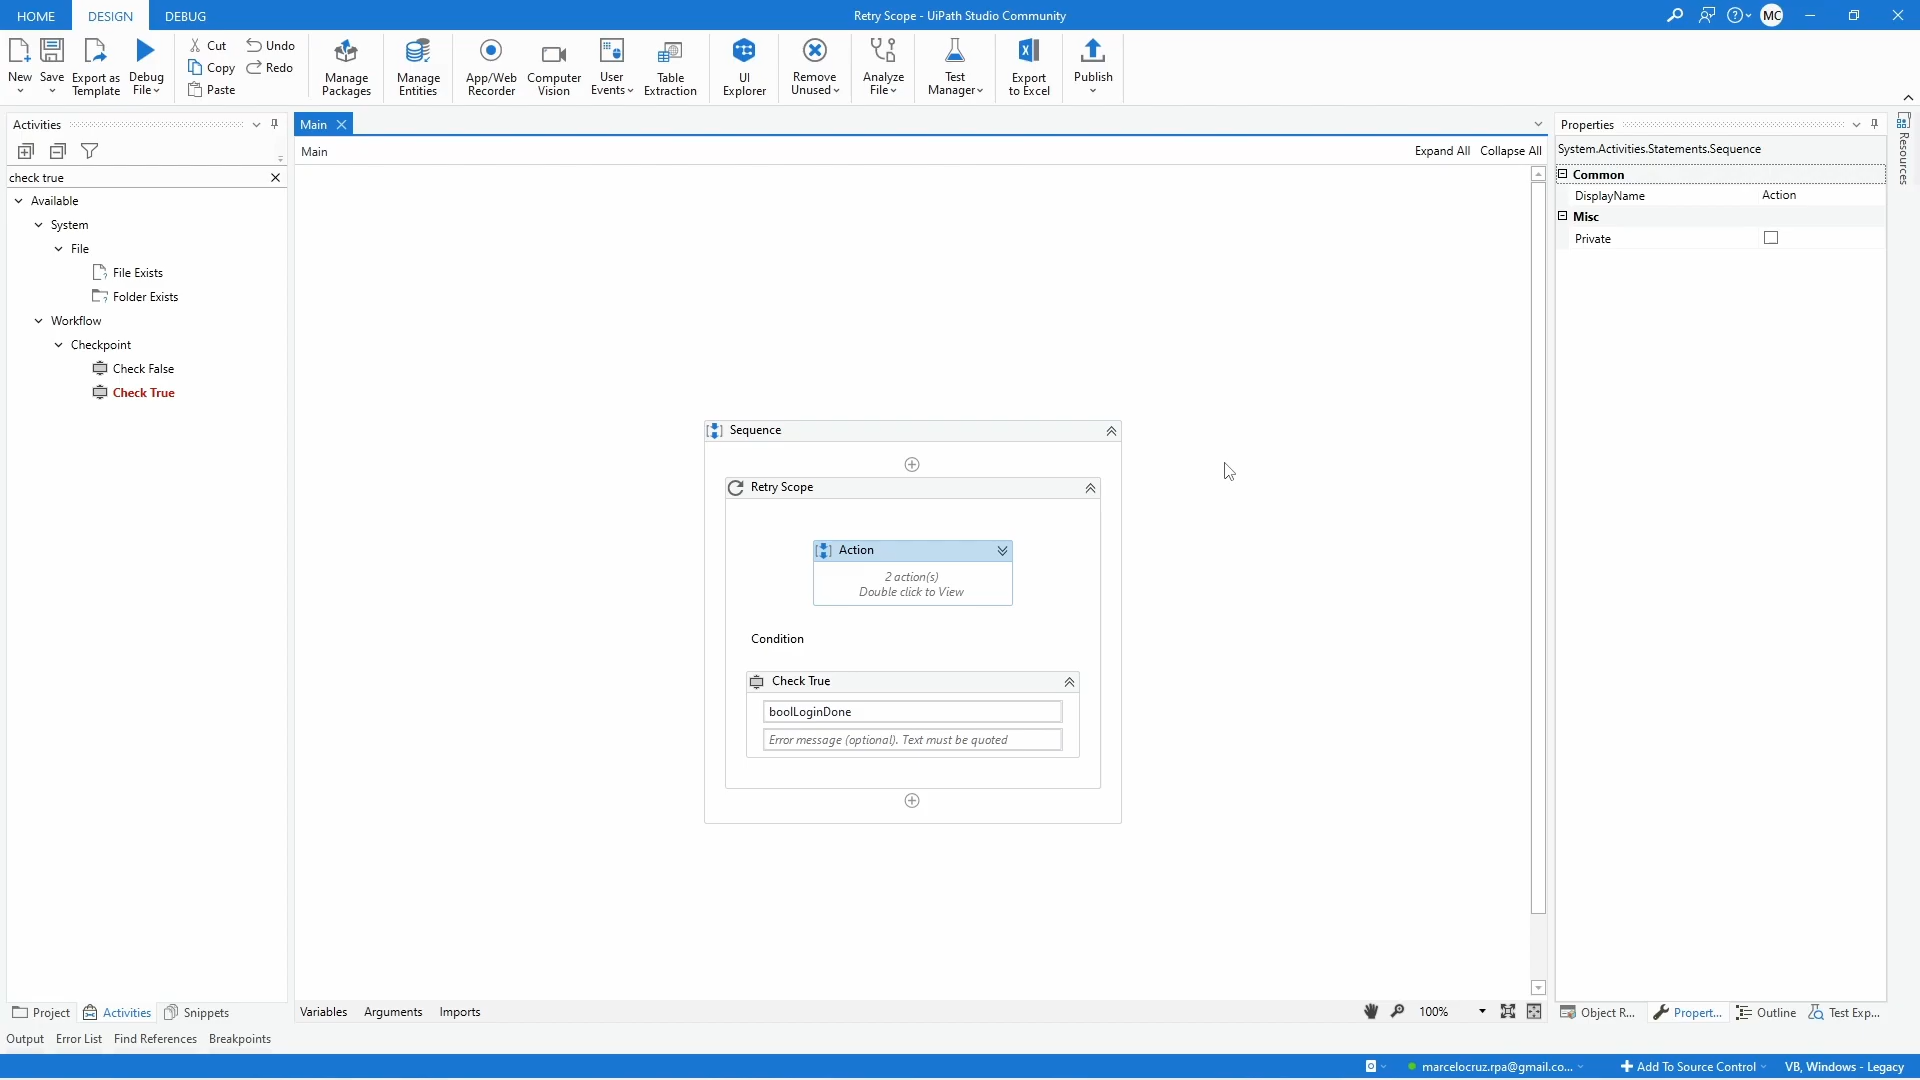 HOME DESIGN DEBUG Retry Scope - UiPath Studio Community MC
New Save Export as Template Debug File Cut Copy Paste Undo Redo Manage Packages Manage Entities App/Web Recorder Computer Vision User Events Table Extraction UI Explorer Remove Unused Analyze File Test Manager Export to Excel Publish
Activities
check true
Available
System
File
File Exists
Folder Exists
Workflow
Checkpoint
Check False
Check True
Main
Main Expand All Collapse All
Sequence
Retry Scope
Action
2 action(s)
Double click to View
Condition
Check True
boolLoginDone
Error message (optional). Text must be quoted
Properties
System.Activities.Statements.Sequence
Common
DisplayName Action
Misc
Private
Resources
Project Activities Snippets
Variables Arguments Imports 100%
Object R... Propert... Outline Test Exp...
Output Error List Find References Breakpoints
marcelocruz.rpa@gmail.co... Add To Source Control VB, Windows - Legacy